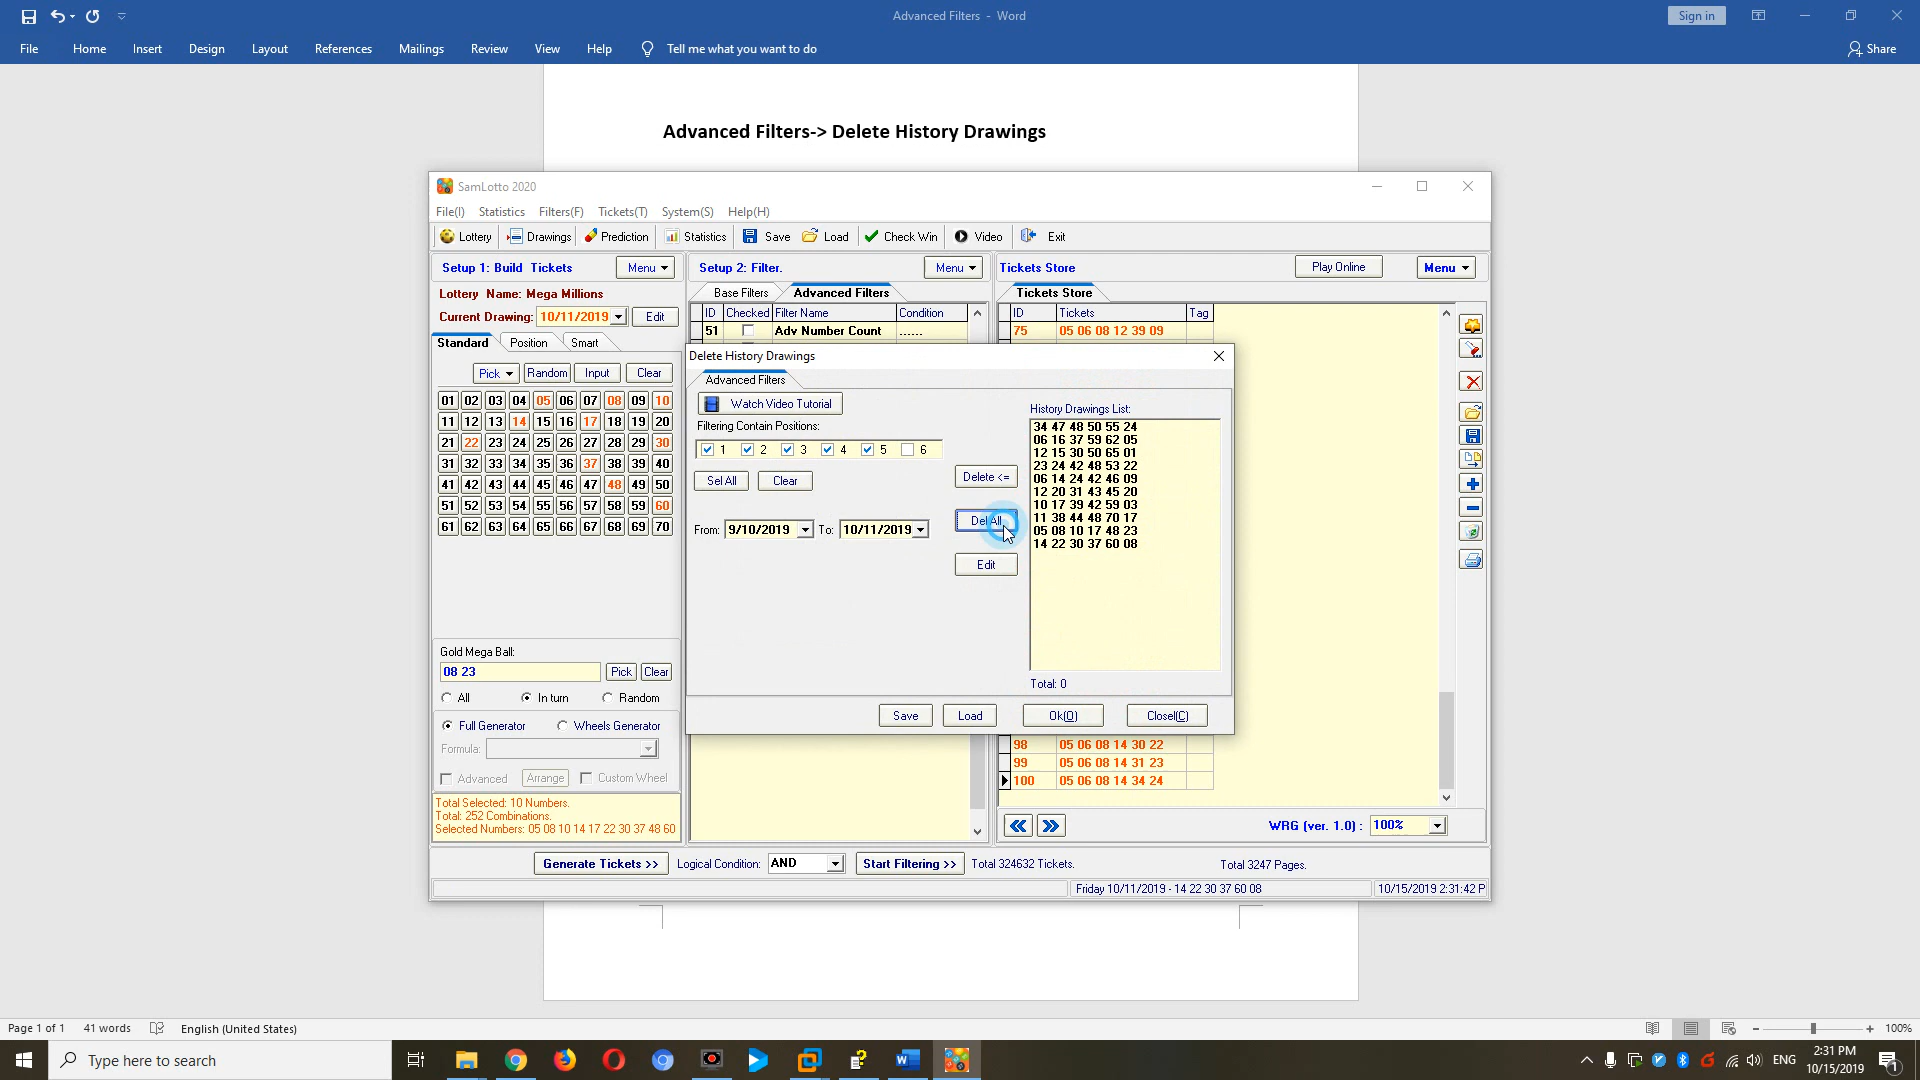 Advanced Filters - Word
Sign in
File Home Insert Design Layout References Mailings Review View Help Tell me what you want to do
Share
Advanced Filters-> Delete History Drawings
SamLotto 2020
File(I) Statistics Filters(F) Tickets(T) System(S) Help(H)
Lottery Drawings Prediction Statistics Save Load Check Win Video Exit
Setup 1: Build Tickets Menu
Lottery Name: Mega Millions
Current Drawing: 10/11/2019 Edit
Standard Position Smart
Pick Random Input Clear
01 02 03 04 05 06 07 08 09 10
11 12 13 14 15 16 17 18 19 20
21 22 23 24 25 26 27 28 29 30
31 32 33 34 35 36 37 38 39 40
41 42 43 44 45 46 47 48 49 50
51 52 53 54 55 56 57 58 59 60
61 62 63 64 65 66 67 68 69 70
Gold Mega Ball:
08 23 Pick Clear
All In turn Random
Full Generator Wheels Generator
Formula:
Advanced Arrange Custom Wheel
Total Selected: 10 Numbers.
Total: 252 Combinations.
Selected Numbers: 05 08 10 14 17 22 30 37 48 60
Setup 2: Filter. Menu
Base Filters Advanced Filters
ID Checked Filter Name Condition
51 Adv Number Count ......
Tickets Store Play Online Menu
Tickets Store
ID Tickets Tag
75 05 06 08 12 39 09
Delete History Drawings
Advanced Filters
Watch Video Tutorial
Filtering Contain Positions:
1 2 3 4 5 6
Sel All Clear
From: 9/10/2019 To: 10/11/2019
Delete <=
Del All
Edit
History Drawings List:
34 47 48 50 55 24
06 16 37 59 62 05
12 15 30 50 65 01
23 24 42 48 53 22
06 14 24 42 46 09
12 20 31 43 45 20
10 17 39 42 59 03
11 38 44 48 70 17
05 08 10 17 48 23
14 22 30 37 60 08
Total: 0
Save Load Ok(O) Closel(C)
98 05 06 08 14 30 22
99 05 06 08 14 31 23
100 05 06 08 14 34 24
WRG (ver. 1.0) : 100%
Generate Tickets >> Logical Condition: AND Start Filtering >> Total 324632 Tickets. Total 3247 Pages.
Friday 10/11/2019 - 14 22 30 37 60 08 10/15/2019 2:31:42 P
Page 1 of 1 41 words English (United States) 100%
Type here to search
ENG
2:31 PM
10/15/2019
1